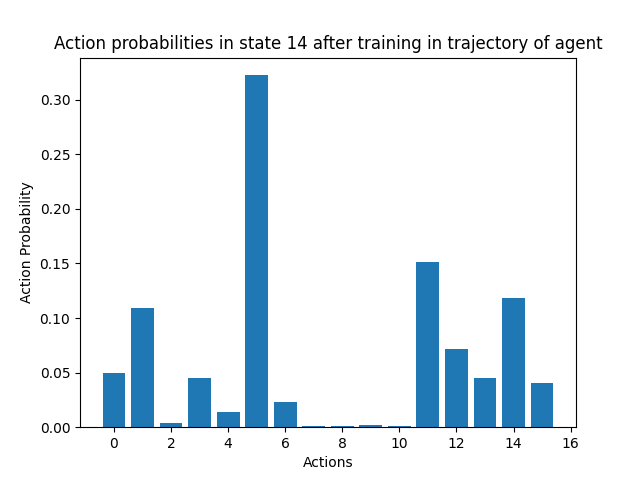 Action probabilities in state 14 after training in trajectory of agent
0.30
0.25
0.20
0.15
0.10
0.05
0.00
Action Probability
0 2 4 6 8 10 12 14 16
Actions